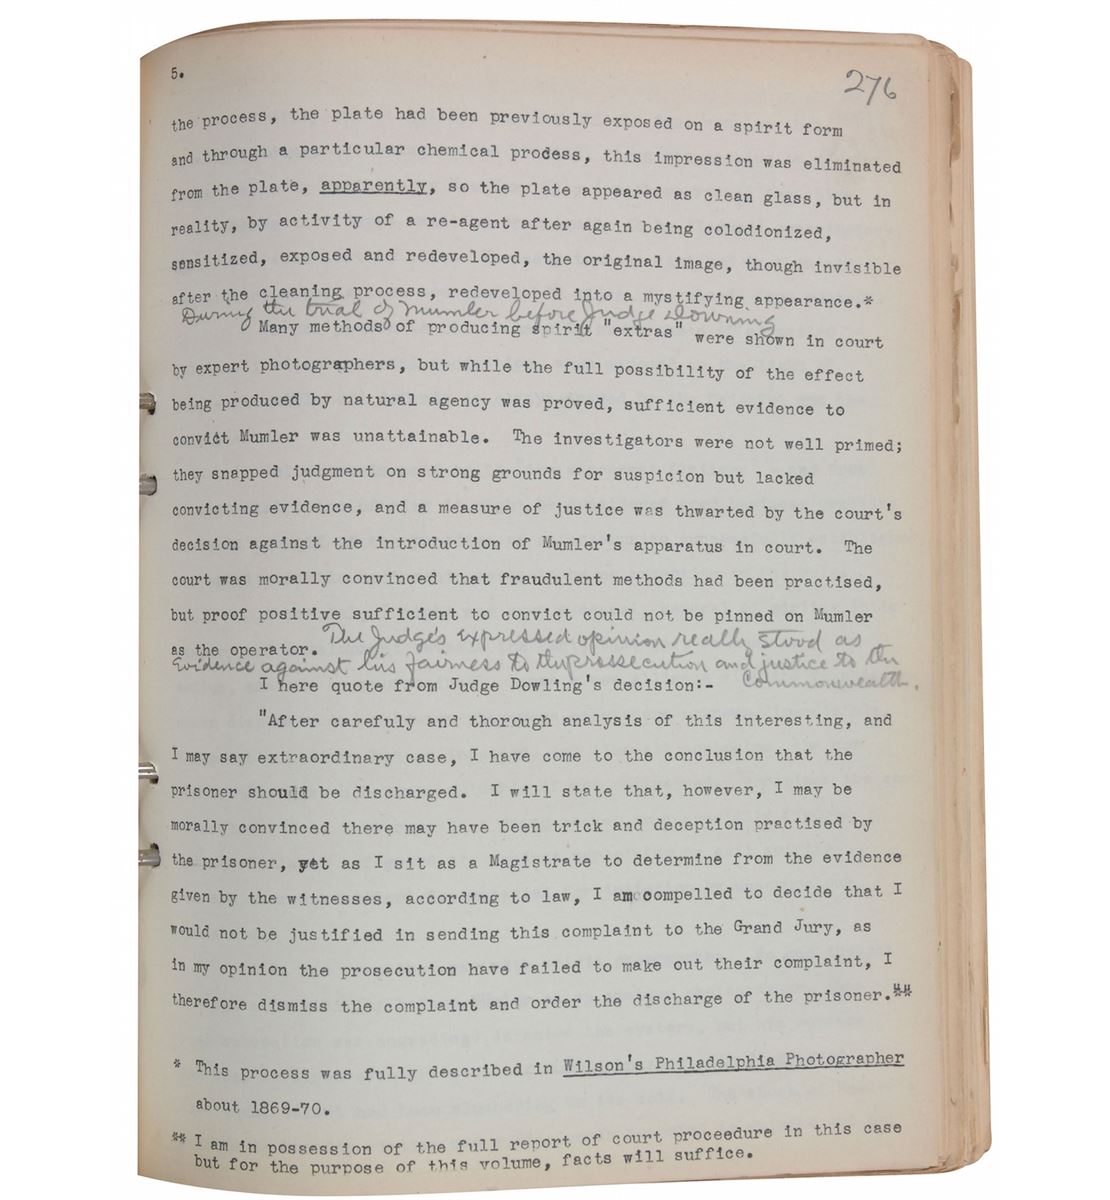 5.
276
the process, the plate had been previously exposed on a spirit form
and through a particular chemical prodess, this impression was eliminated
from the plate, apparently, so the plate appeared as clean glass, but in
reality, by activity of a re-agent after again being colodionized,
sensitized, exposed and redeveloped, the original image, though invisible
after the cleaning process, redeveloped into a mystifying appearance.*
During the trial of Mumler before Judge Downing
Many methods of producing spirit "extras" were shown in court
by expert photographers, but while the full possibility of the effect
being produced by natural agency was proved, sufficient evidence to
convict Mumler was unattainable.  The investigators were not well primed;
they snapped judgment on strong grounds for suspicion but lacked
convicting evidence, and a measure of justice was thwarted by the court's
decision against the introduction of Mumler's apparatus in court.  The
court was morally convinced that fraudulent methods had been practised,
but proof positive sufficient to convict could not be pinned on Mumler
as the operator. The Judge's expressed opinion really stood as
Evidence against his fairness to the prosecution and justice to the
Commonwealth.
I here quote from Judge Dowling's decision:-
"After carefuly and thorough analysis of this interesting, and
I may say extraordinary case, I have come to the conclusion that the
prisoner should be discharged.  I will state that, however, I may be
morally convinced there may have been trick and deception practised by
the prisoner, yet as I sit as a Magistrate to determine from the evidence
given by the witnesses, according to law, I am compelled to decide that I
would not be justified in sending this complaint to the Grand Jury, as
in my opinion the prosecution have failed to make out their complaint, I
therefore dismiss the complaint and order the discharge of the prisoner."**
* This process was fully described in Wilson's Philadelphia Photographer
about 1869-70.
** I am in possession of the full report of court proceedure in this case
but for the purpose of this volume, facts will suffice.